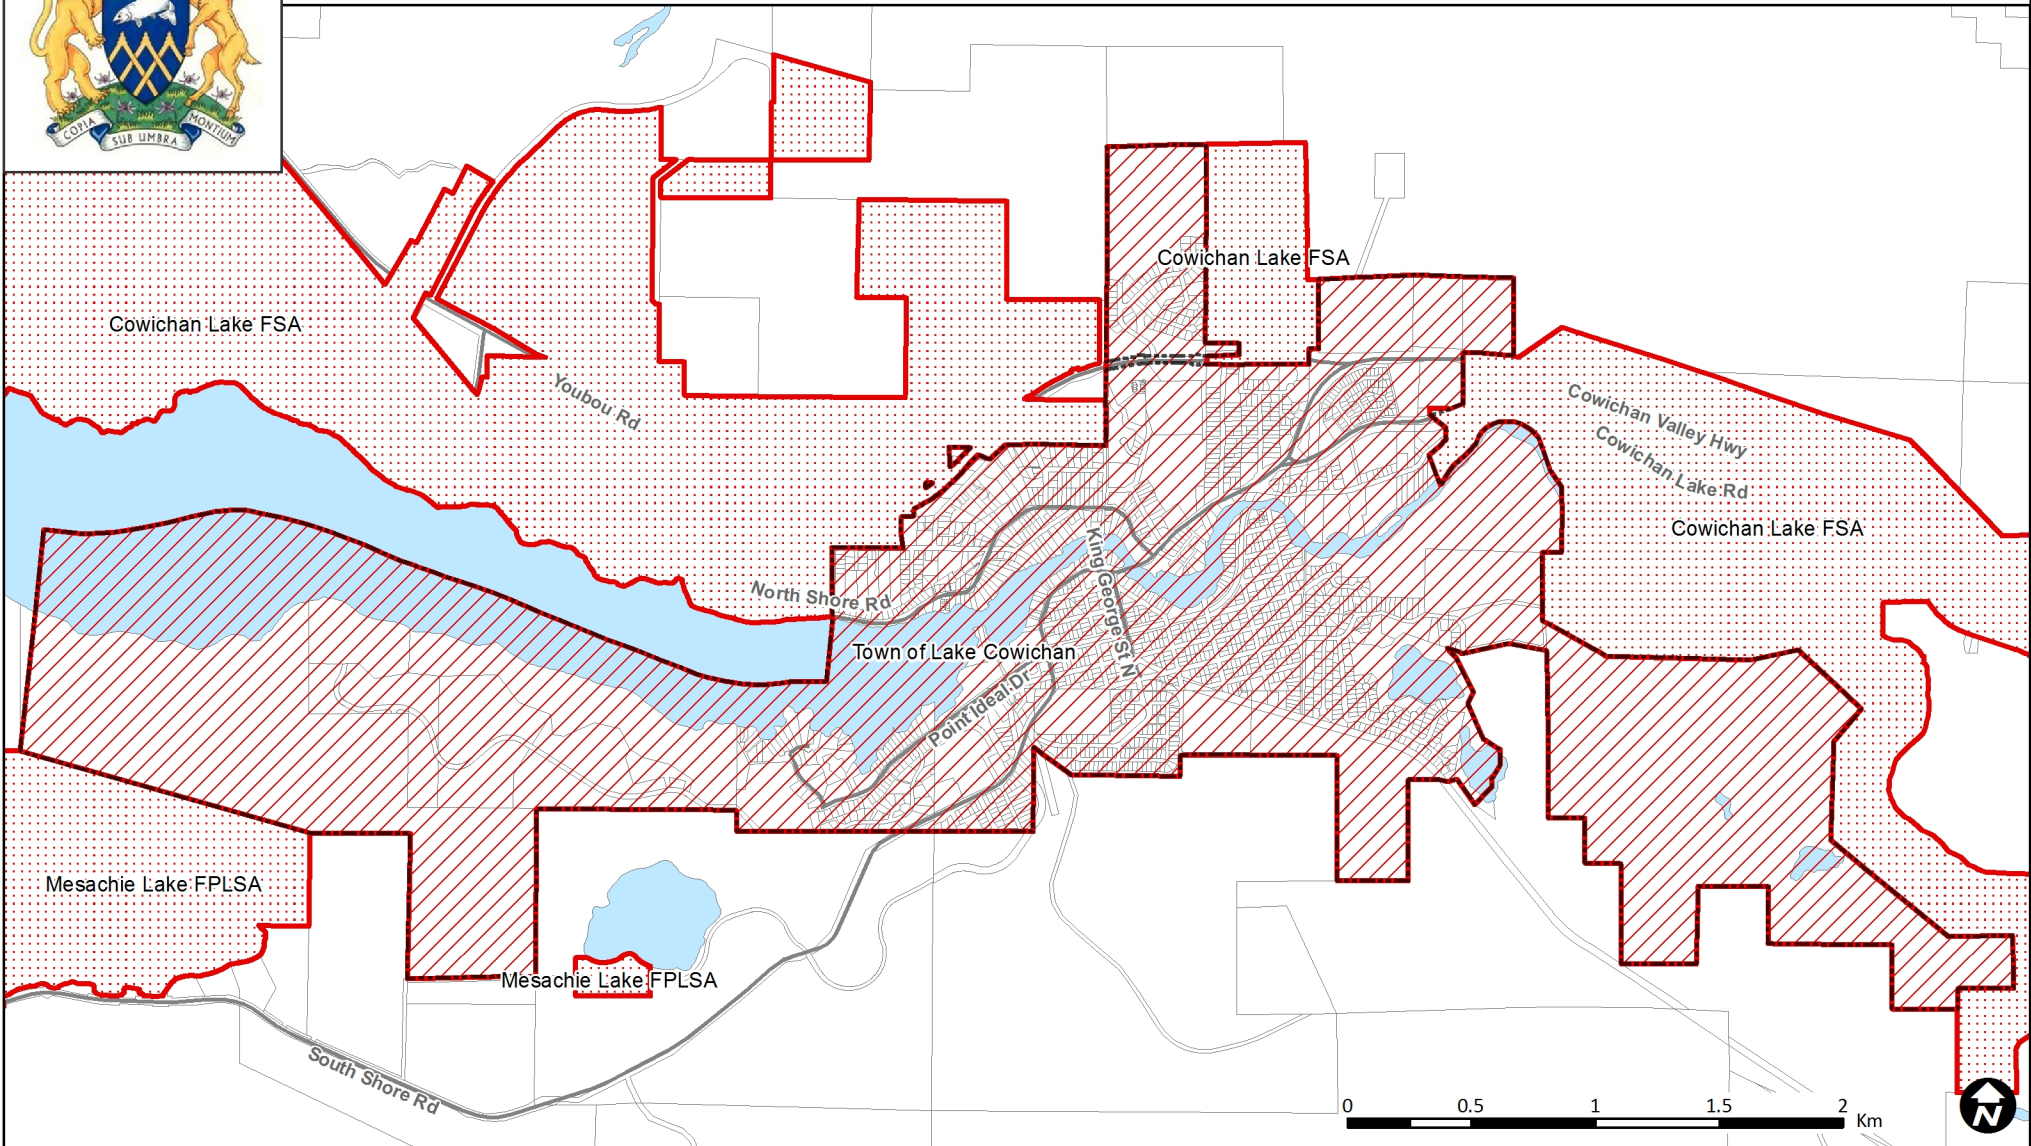 COPIA
SUB UMBRA
MONTIUM
Cowichan Lake FSA
Cowichan Lake FSA
Youbou Rd
Cowichan Valley Hwy
Cowichan Lake Rd
Cowichan Lake FSA
King George St N
North Shore Rd
Town of Lake Cowichan
Point Ideal Dr
Mesachie Lake FPLSA
Mesachie Lake FPLSA
South Shore Rd
0 0.5 1 1.5 2 Km
N